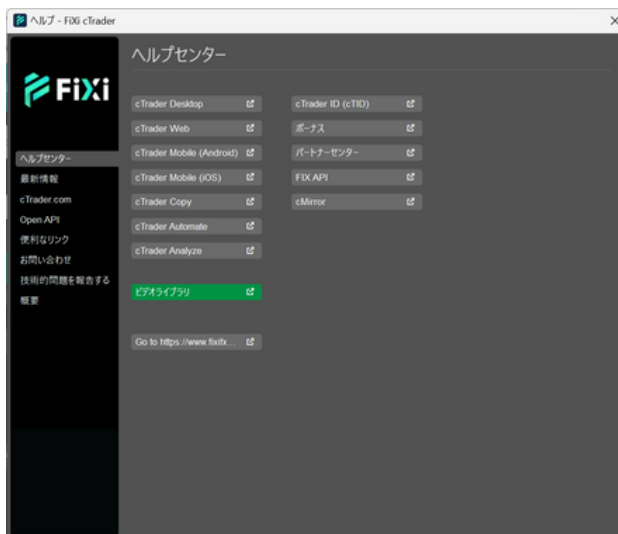 ヘルプ - FiXi cTrader
FiXi
ヘルプセンター
最新情報
cTrader.com
Open API
便利なリンク
お問い合わせ
技術的問題を報告する
概要
ヘルプセンター
cTrader Desktop
cTrader Web
cTrader Mobile (Android)
cTrader Mobile (iOS)
cTrader Copy
cTrader Automate
cTrader Analyze
ビデオライブラリ
Go to https://www.fixifx...
cTrader ID (cTID)
ボーナス
パートナーセンター
FIX API
cMirror